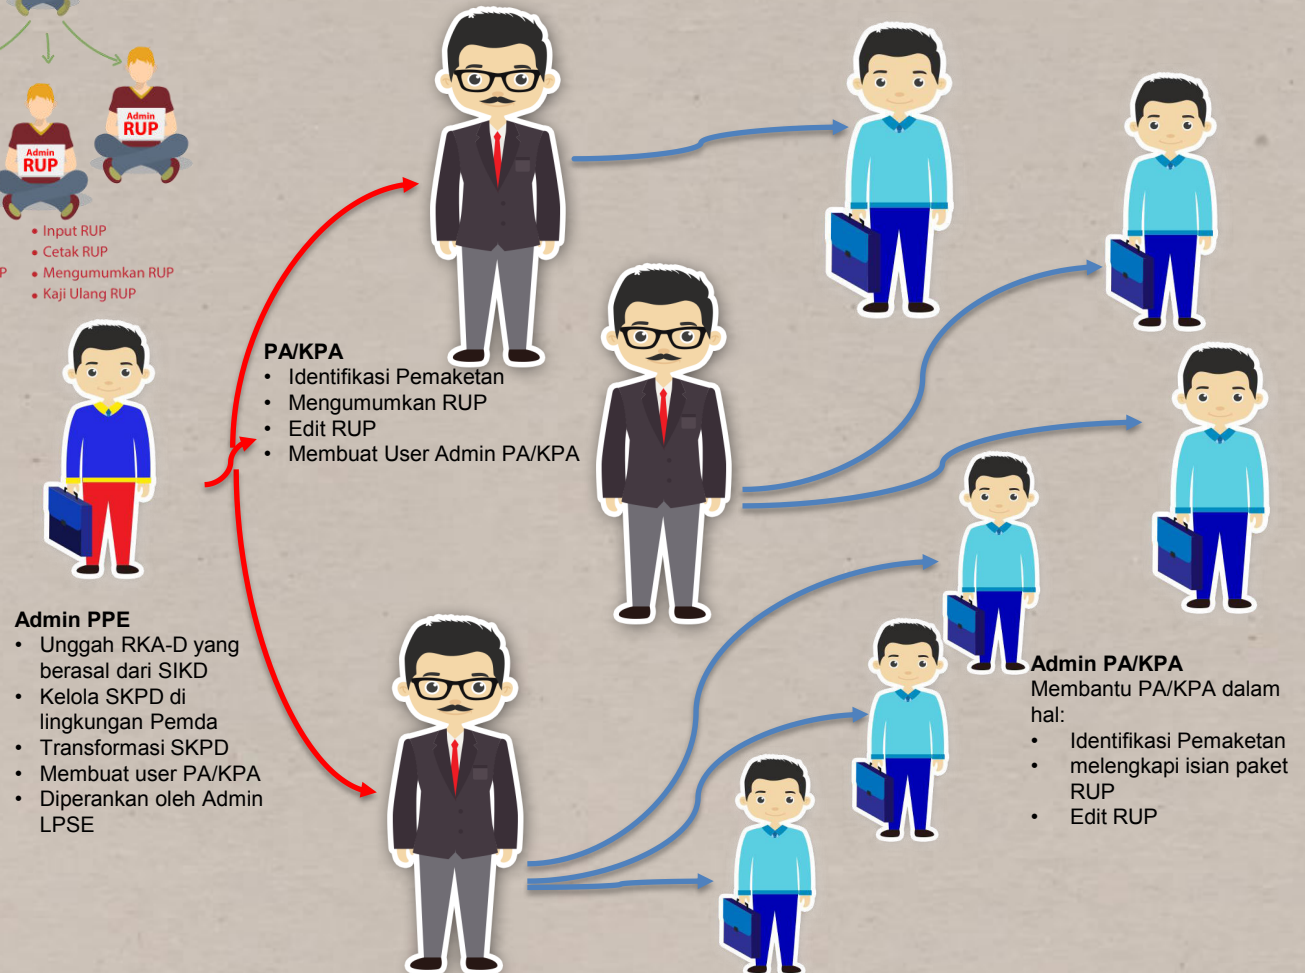 Admin
RUP
Admin
RUP
• Input RUP
• Cetak RUP
P • Mengumumkan RUP
• Kaji Ulang RUP
PA/KPA
• Identifikasi Pemaketan
• Mengumumkan RUP
• Edit RUP
• Membuat User Admin PA/KPA
Admin PPE
• Unggah RKA-D yang
berasal dari SIKD
• Kelola SKPD di
lingkungan Pemda
• Transformasi SKPD
• Membuat user PA/KPA
• Diperankan oleh Admin
LPSE
Admin PA/KPA
Membantu PA/KPA dalam
hal:
• Identifikasi Pemaketan
• melengkapi isian paket
RUP
• Edit RUP